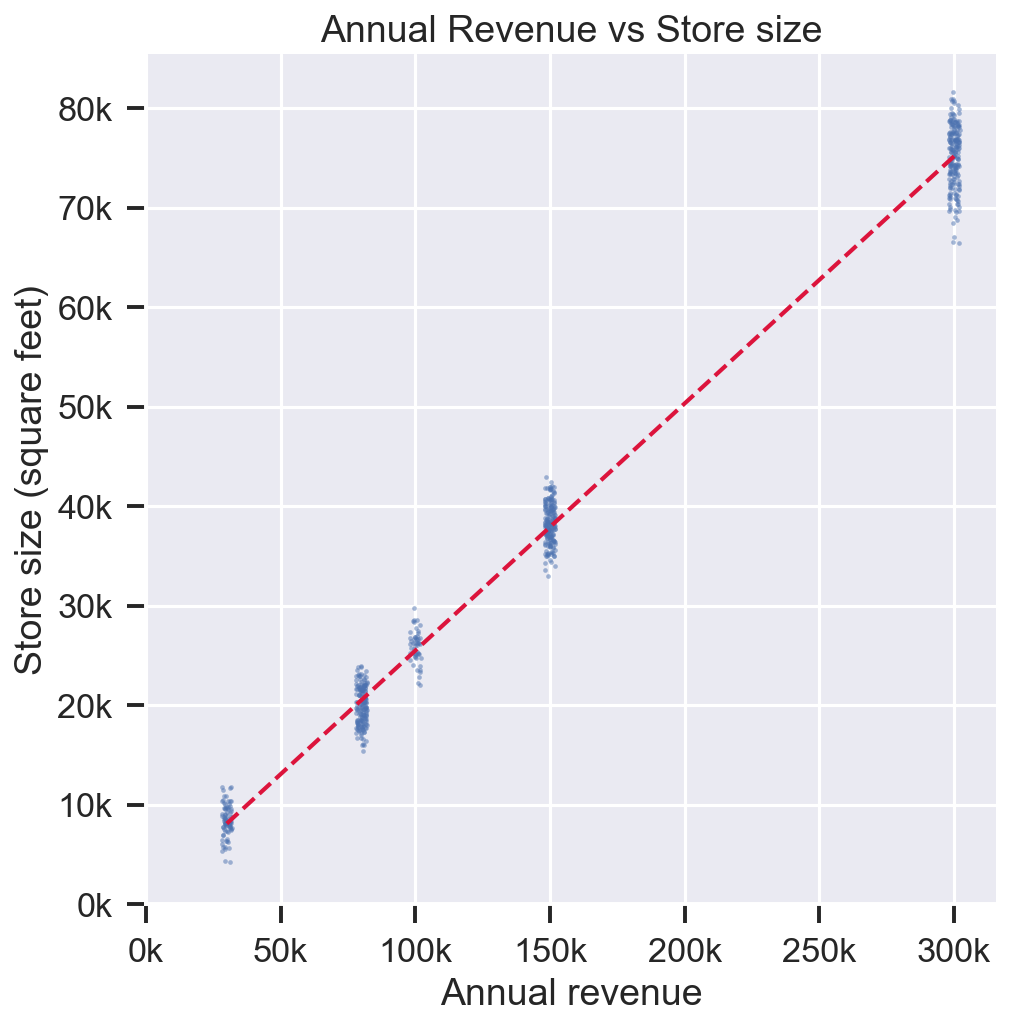 Annual Revenue vs Store size
Store size (square feet)
80k
70k
60k
50k
40k
30k
20k
10k
0k
0k 50k 100k 150k 200k 250k 300k
Annual revenue